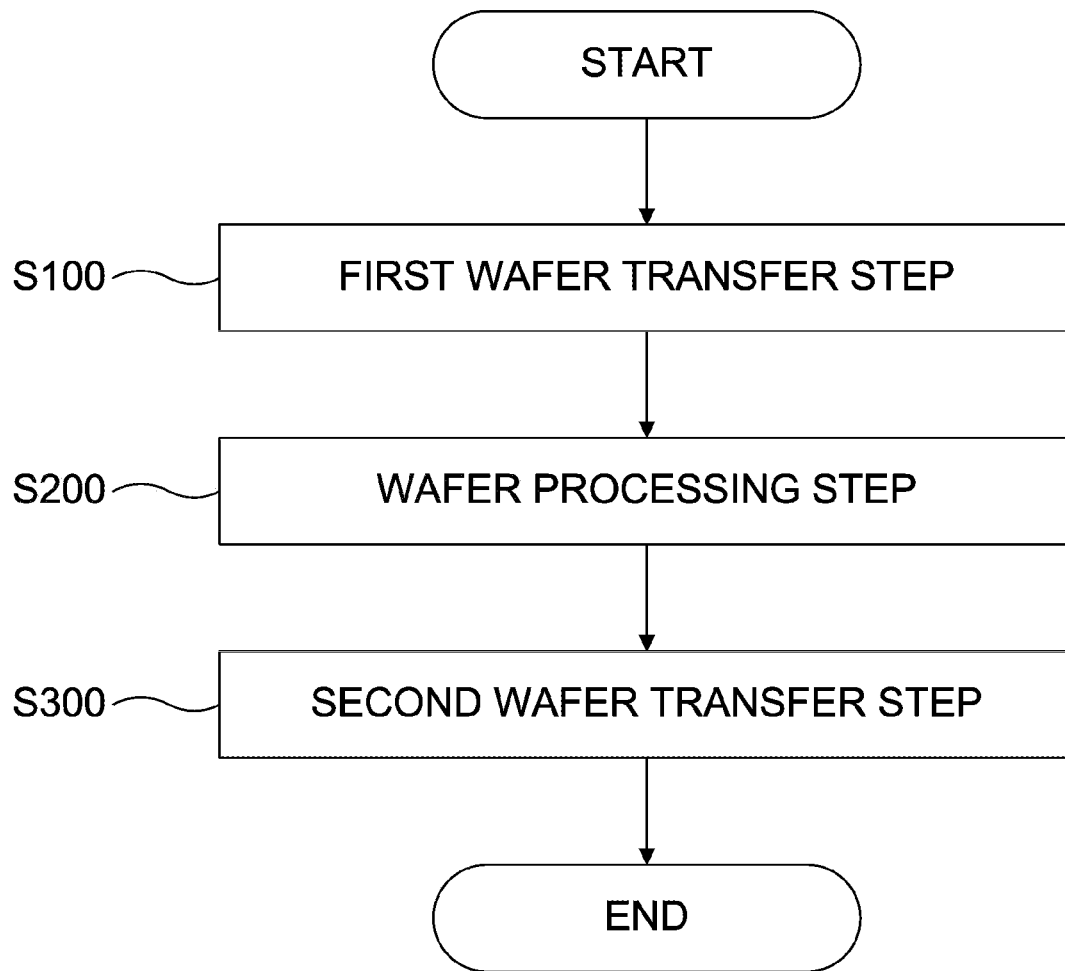 START
S100 FIRST WAFER TRANSFER STEP
S200 WAFER PROCESSING STEP
S300 SECOND WAFER TRANSFER STEP
END